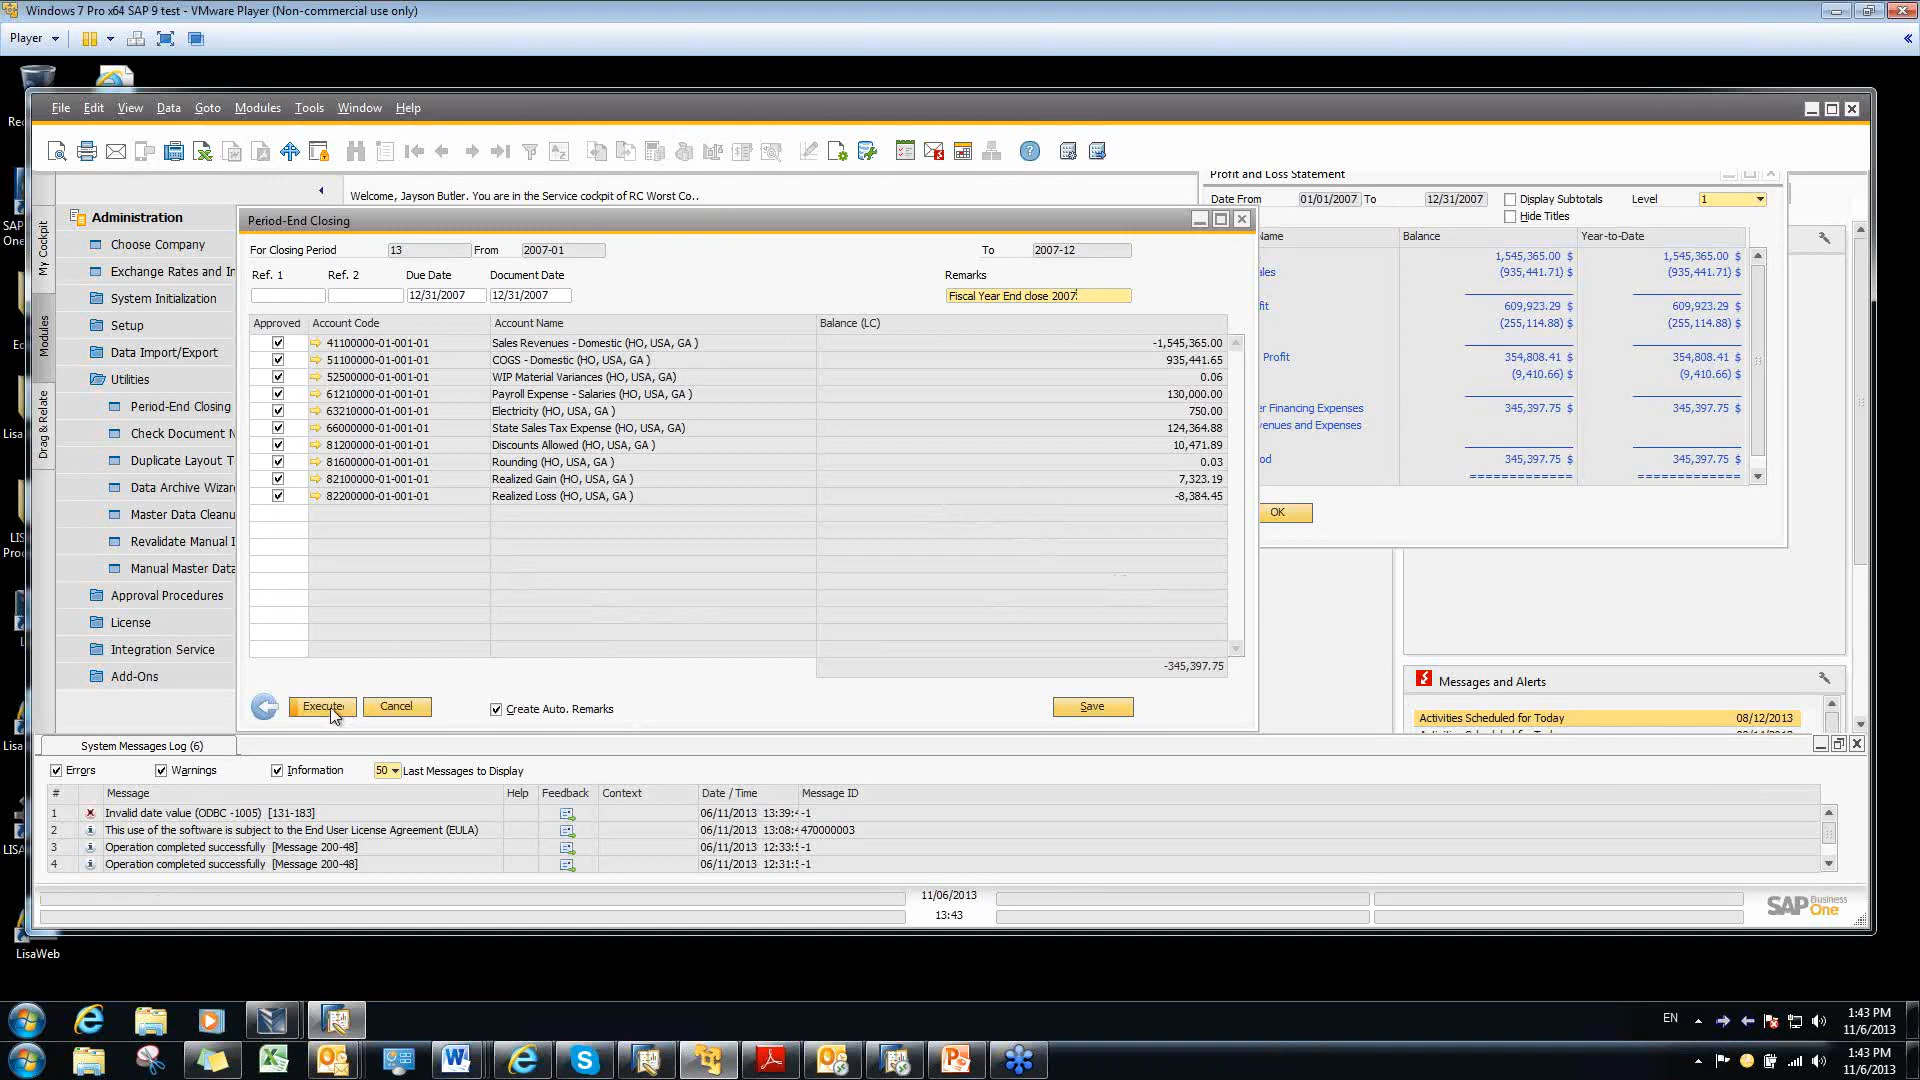 Windows 7 Pro x64 SAP 9 test - VMware Player (Non-commercial use only)
Player
File Edit View Data Goto Modules Tools Window Help
Welcome, Jayson Butler. You are in the Service cockpit of RC Worst Co..
Profit and Loss Statement
Date From 01/01/2007 To 12/31/2007 Display Subtotals Level 1
Hide Titles
Balance Year-to-Date
1,545,365.00 $ 1,545,365.00 $
(935,441.71) $ (935,441.71) $
609,923.29 $ 609,923.29 $
(255,114.88) $ (255,114.88) $
Profit 354,808.41 $ 354,808.41 $
(9,410.66) $ (9,410.66) $
Financing Expenses 345,397.75 $ 345,397.75 $
and Expenses
345,397.75 $ 345,397.75 $
OK
My Cockpit
Modules
Drag & Relate
Administration
Choose Company
Exchange Rates and
System Initialization
Setup
Data Import/Export
Utilities
Period-End Closing
Check Document
Duplicate Layout
Data Archive
Master Data
Revalidate Manual
Manual Master Data
Approval Procedures
License
Integration Service
Add-Ons
Period-End Closing
For Closing Period 13 From 2007-01 To 2007-12
Ref. 1 Ref. 2 Due Date Document Date Remarks
12/31/2007 12/31/2007 Fiscal Year End close 2007
Approved Account Code Account Name Balance (LC)
41100000-01-001-01 Sales Revenues - Domestic (HO, USA, GA ) -1,545,365.00
51100000-01-001-01 COGS - Domestic (HO, USA, GA ) 935,441.65
52500000-01-001-01 WIP Material Variances (HO, USA, GA) 0.06
61210000-01-001-01 Payroll Expense - Salaries (HO, USA, GA ) 130,000.00
63210000-01-001-01 Electricity (HO, USA, GA ) 750.00
66000000-01-001-01 State Sales Tax Expense (HO, USA, GA) 124,364.88
81200000-01-001-01 Discounts Allowed (HO, USA, GA ) 10,471.89
81600000-01-001-01 Rounding (HO, USA, GA ) 0.03
82100000-01-001-01 Realized Gain (HO, USA, GA ) 7,323.19
82200000-01-001-01 Realized Loss (HO, USA, GA ) -8,384.45
-345,397.75
Execute Cancel Create Auto. Remarks Save
Messages and Alerts
Activities Scheduled for Today 08/12/2013
System Messages Log (6)
Errors Warnings Information 50 Last Messages to Display
# Message Help Feedback Context Date / Time Message ID
1 Invalid date value (ODBC -1005) [131-183] 06/11/2013 13:39: -1
2 This use of the software is subject to the End User License Agreement (EULA) 06/11/2013 13:08: 470000003
3 Operation completed successfully [Message 200-48] 06/11/2013 12:33: -1
4 Operation completed successfully [Message 200-48] 06/11/2013 12:31: -1
11/06/2013
13:43
SAP Business One
LisaWeb
EN
1:43 PM
11/6/2013
1:43 PM
11/6/2013